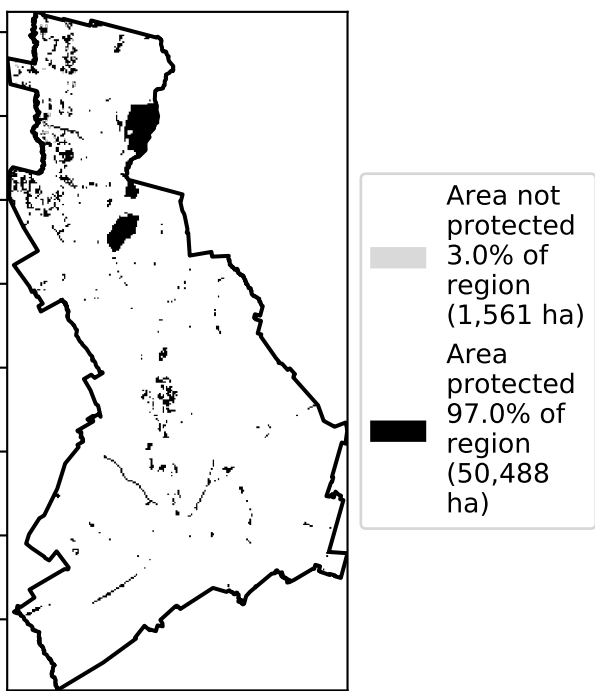 Area not
protected
3.0% of
region
(1,561 ha)
Area
protected
97.0% of
region
(50,488
ha)